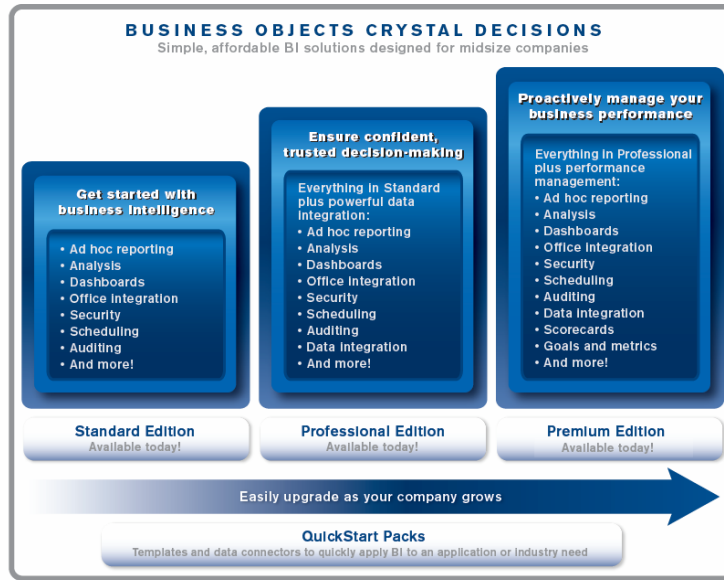 BUSINESS OBJECTS CRYSTAL DECISIONS
Simple, affordable BI solutions designed for midsize companies
Get started with
business intelligence
• Ad hoc reporting
• Analysis
• Dashboards
• Office integration
• Security
• Scheduling
• Auditing
• And more!
Standard Edition
Available today!
Ensure confident,
trusted decision-making
Everything in Standard
plus powerful data
integration:
• Ad hoc reporting
• Analysis
• Dashboards
• Office integration
• Security
• Scheduling
• Auditing
• Data integration
• And more!
Professional Edition
Available today!
Proactively manage your
business performance
Everything in Professional
plus performance
management:
• Ad hoc reporting
• Analysis
• Dashboards
• Office integration
• Security
• Scheduling
• Auditing
• Data integration
• Scorecards
• Goals and metrics
• And more!
Premium Edition
Available today!
Easily upgrade as your company grows
QuickStart Packs
Templates and data connectors to quickly apply BI to an application or industry need